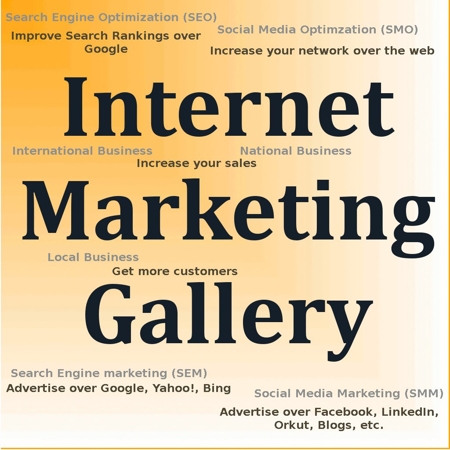 Search Engine Optimization (SEO)
Social Media Optimzation (SMO)
Improve Search Rankings over
Google
Increase your network over the web
Internet
International Business
National Business
Increase your sales
Marketing
Local Business
Get more customers
Gallery
Search Engine marketing (SEM)
Advertise over Google, Yahoo!, Bing
Social Media Marketing (SMM)
Advertise over Facebook, LinkedIn,
Orkut, Blogs, etc.